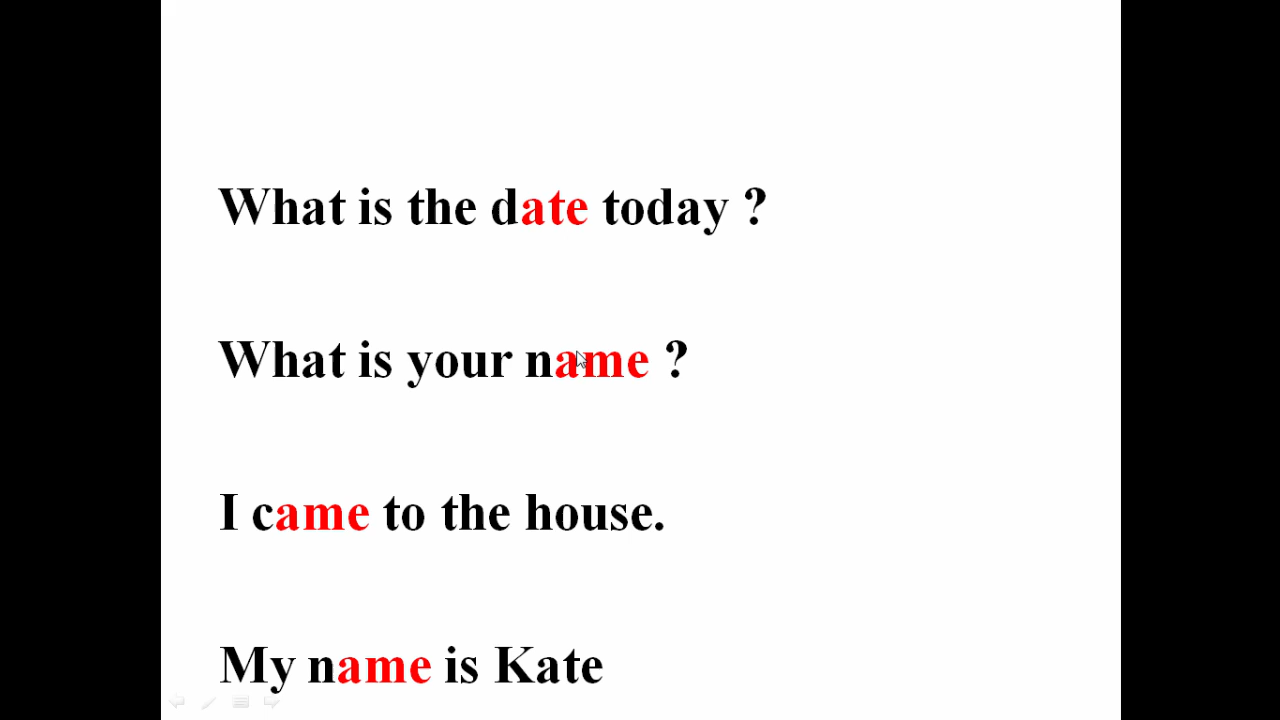 What is the date today ?
What is your name ?
I came to the house.
My name is Kate